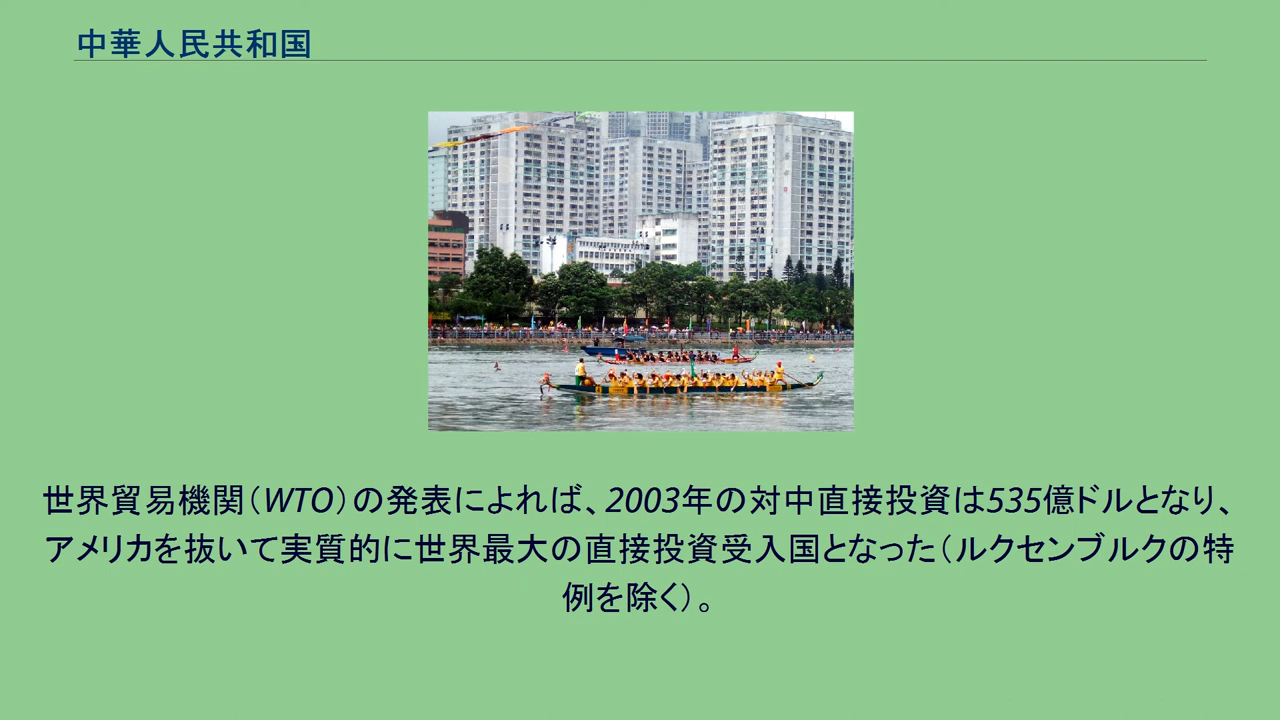 中華人民共和国
世界貿易機関（WTO）の発表によれば、2003年の対中直接投資は535億ドルとなり、
アメリカを抜いて実質的に世界最大の直接投資受入国となった（ルクセンブルクの特
例を除く）。